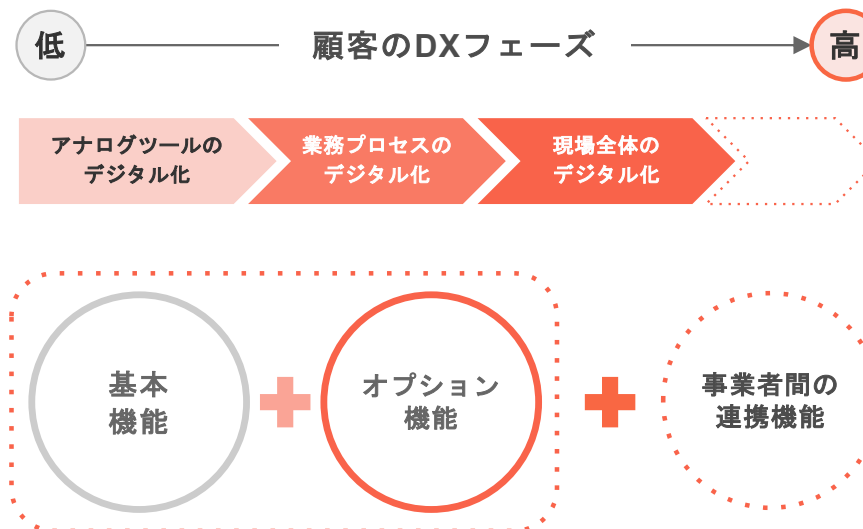 低
顧客のDXフェーズ
高
アナログツールの
デジタル化
業務プロセスの
デジタル化
現場全体の
デジタル化
基本
機能
オプション
機能
事業者間の
連携機能